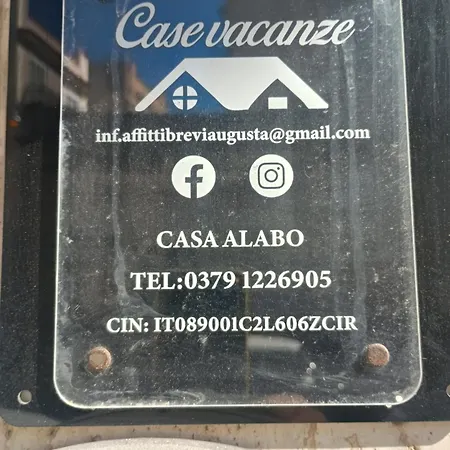 Case vacanze
inf.affittibreviaugusta@gmail.com
CASA ALABO
TEL:0379 1226905
CIN: IT089001C2L606ZCIR